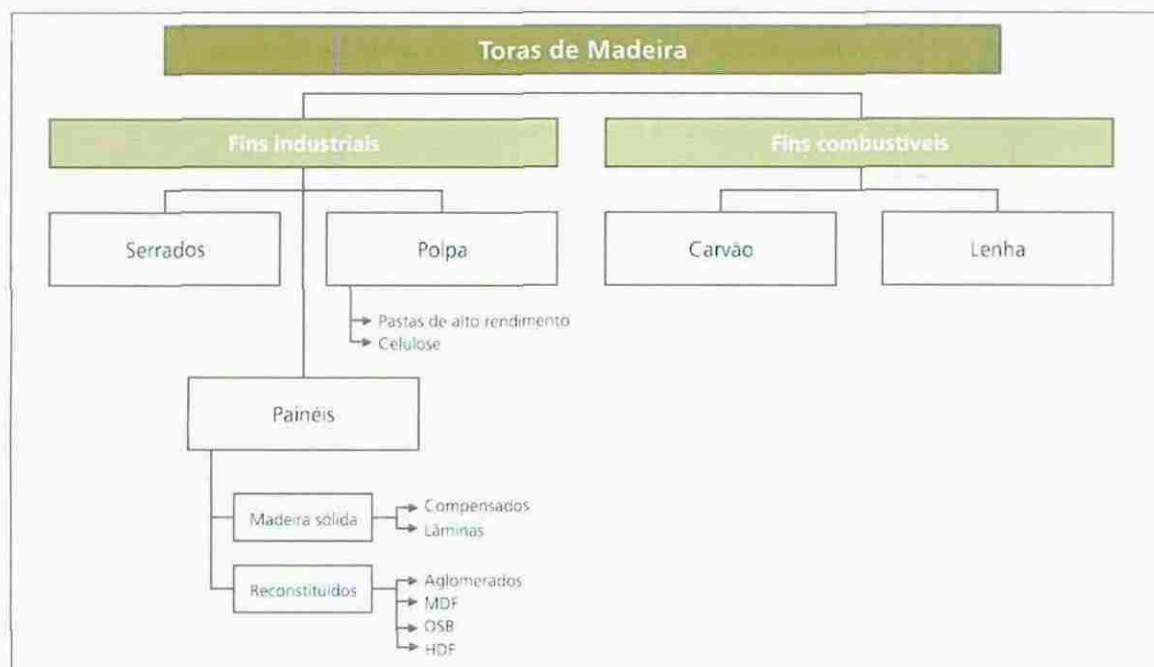 Toras de Madeira
Fins industriais
Fins combustíveis
Serrados
Polpa
Carvão
Lenha
Pastas de alto rendimento
Celulose
Painéis
Madeira sólida
Compensados
Lâminas
Reconstituídos
Aglomerados
MDF
OSB
HDF